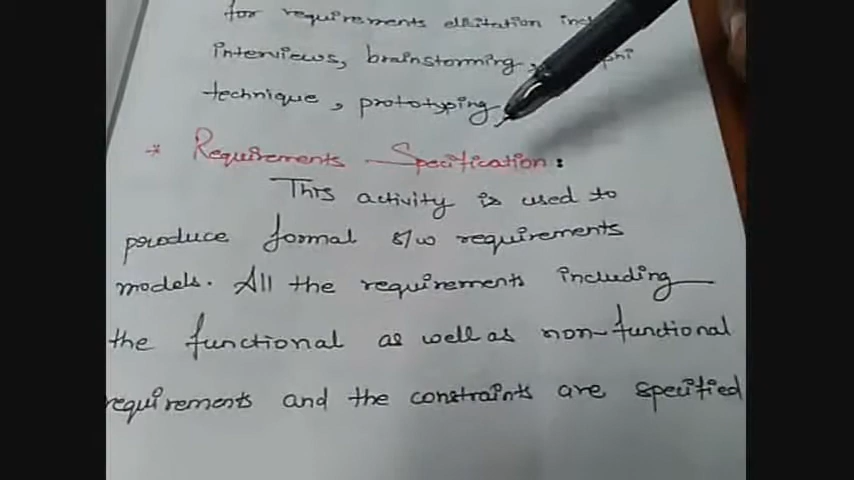 for requirements elicitation
interviews, brainstorming,
technique, prototyping
* Requirements Specification:
This activity is used to
produce formal s/w requirements
models. All the requirements including
the functional as well as non-functional
requirements and the constraints are specified